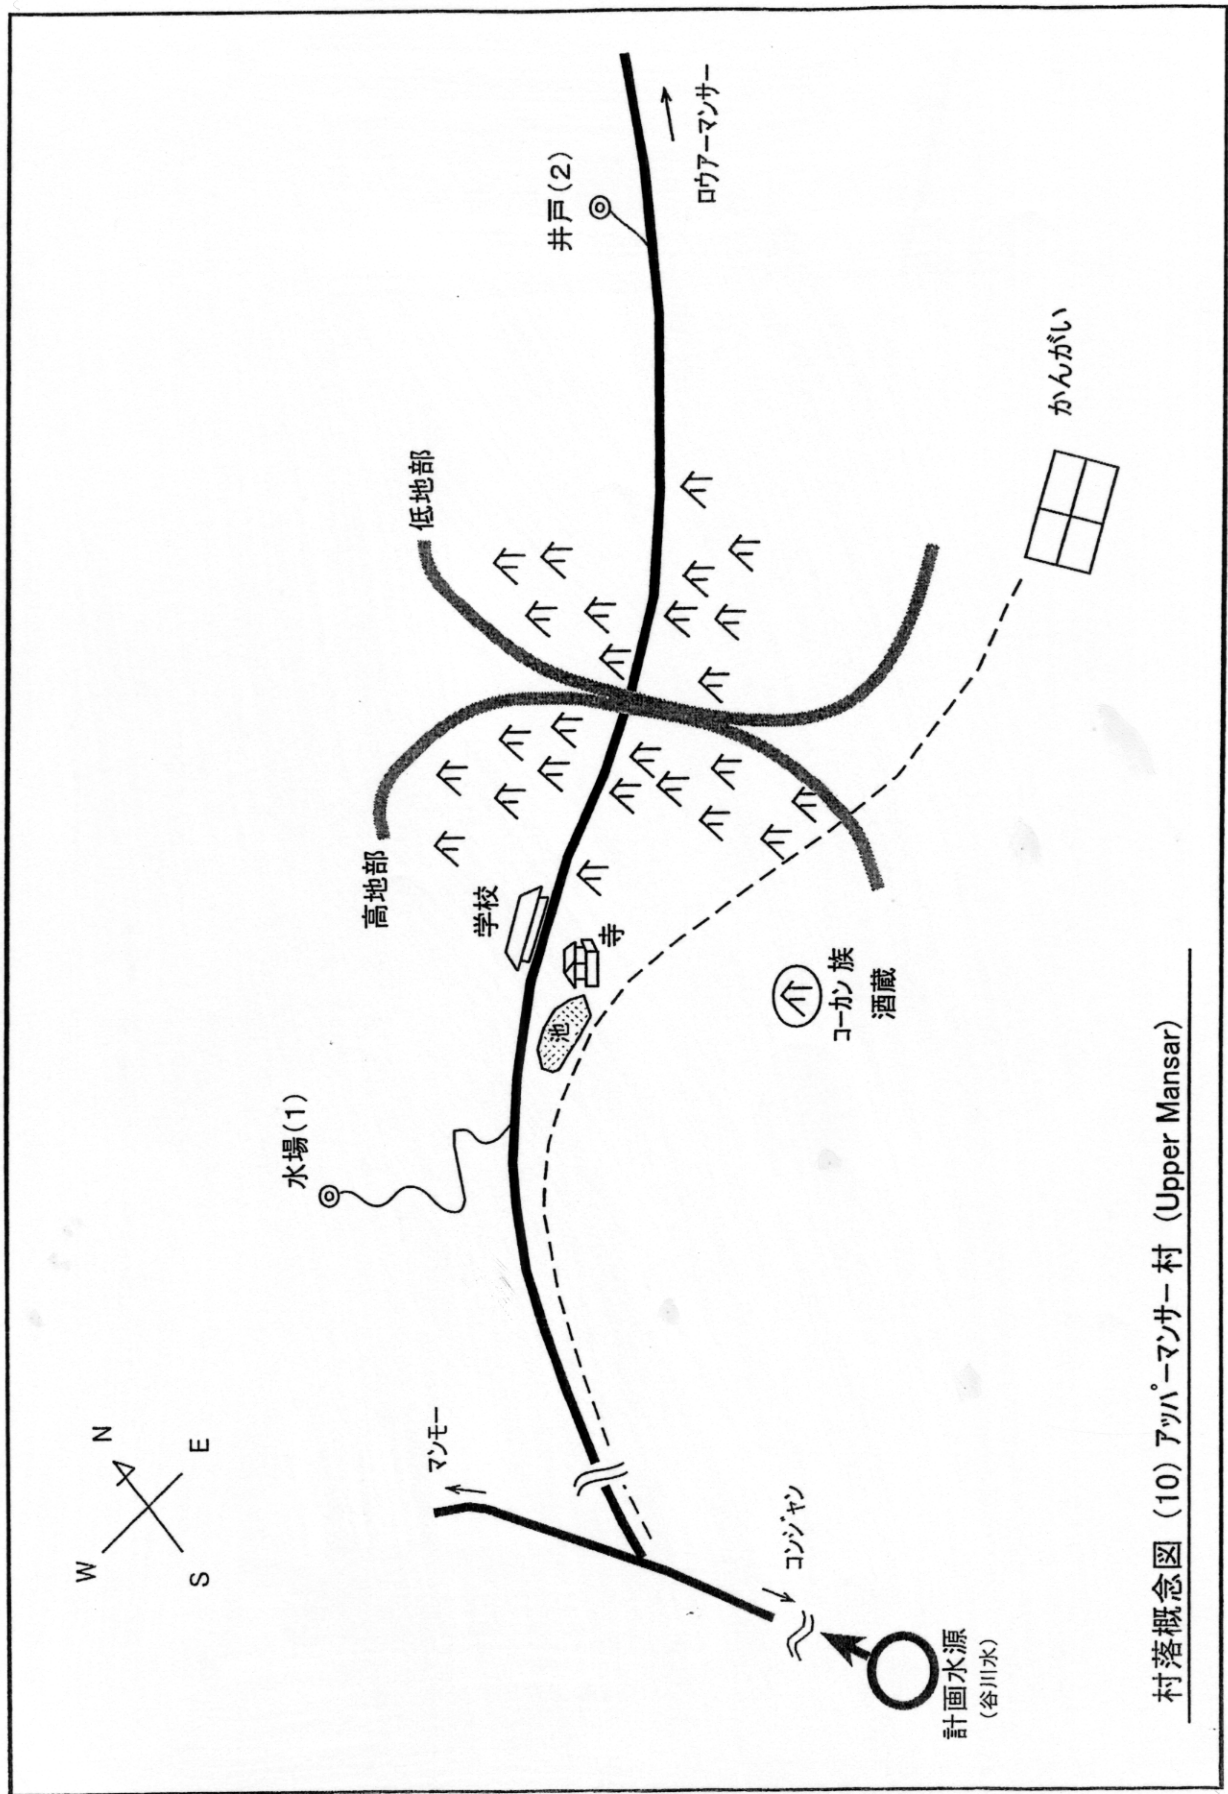 W
N
S
E
マンモー
コンジャン
計画水源
(谷川水)
水場(1)
池
寺
学校
高地部
低地部
コーカン族
酒蔵
井戸(2)
ロウアーマンサー
かんがい
村落概念図 (10) アッパーマンサー村 (Upper Mansar)